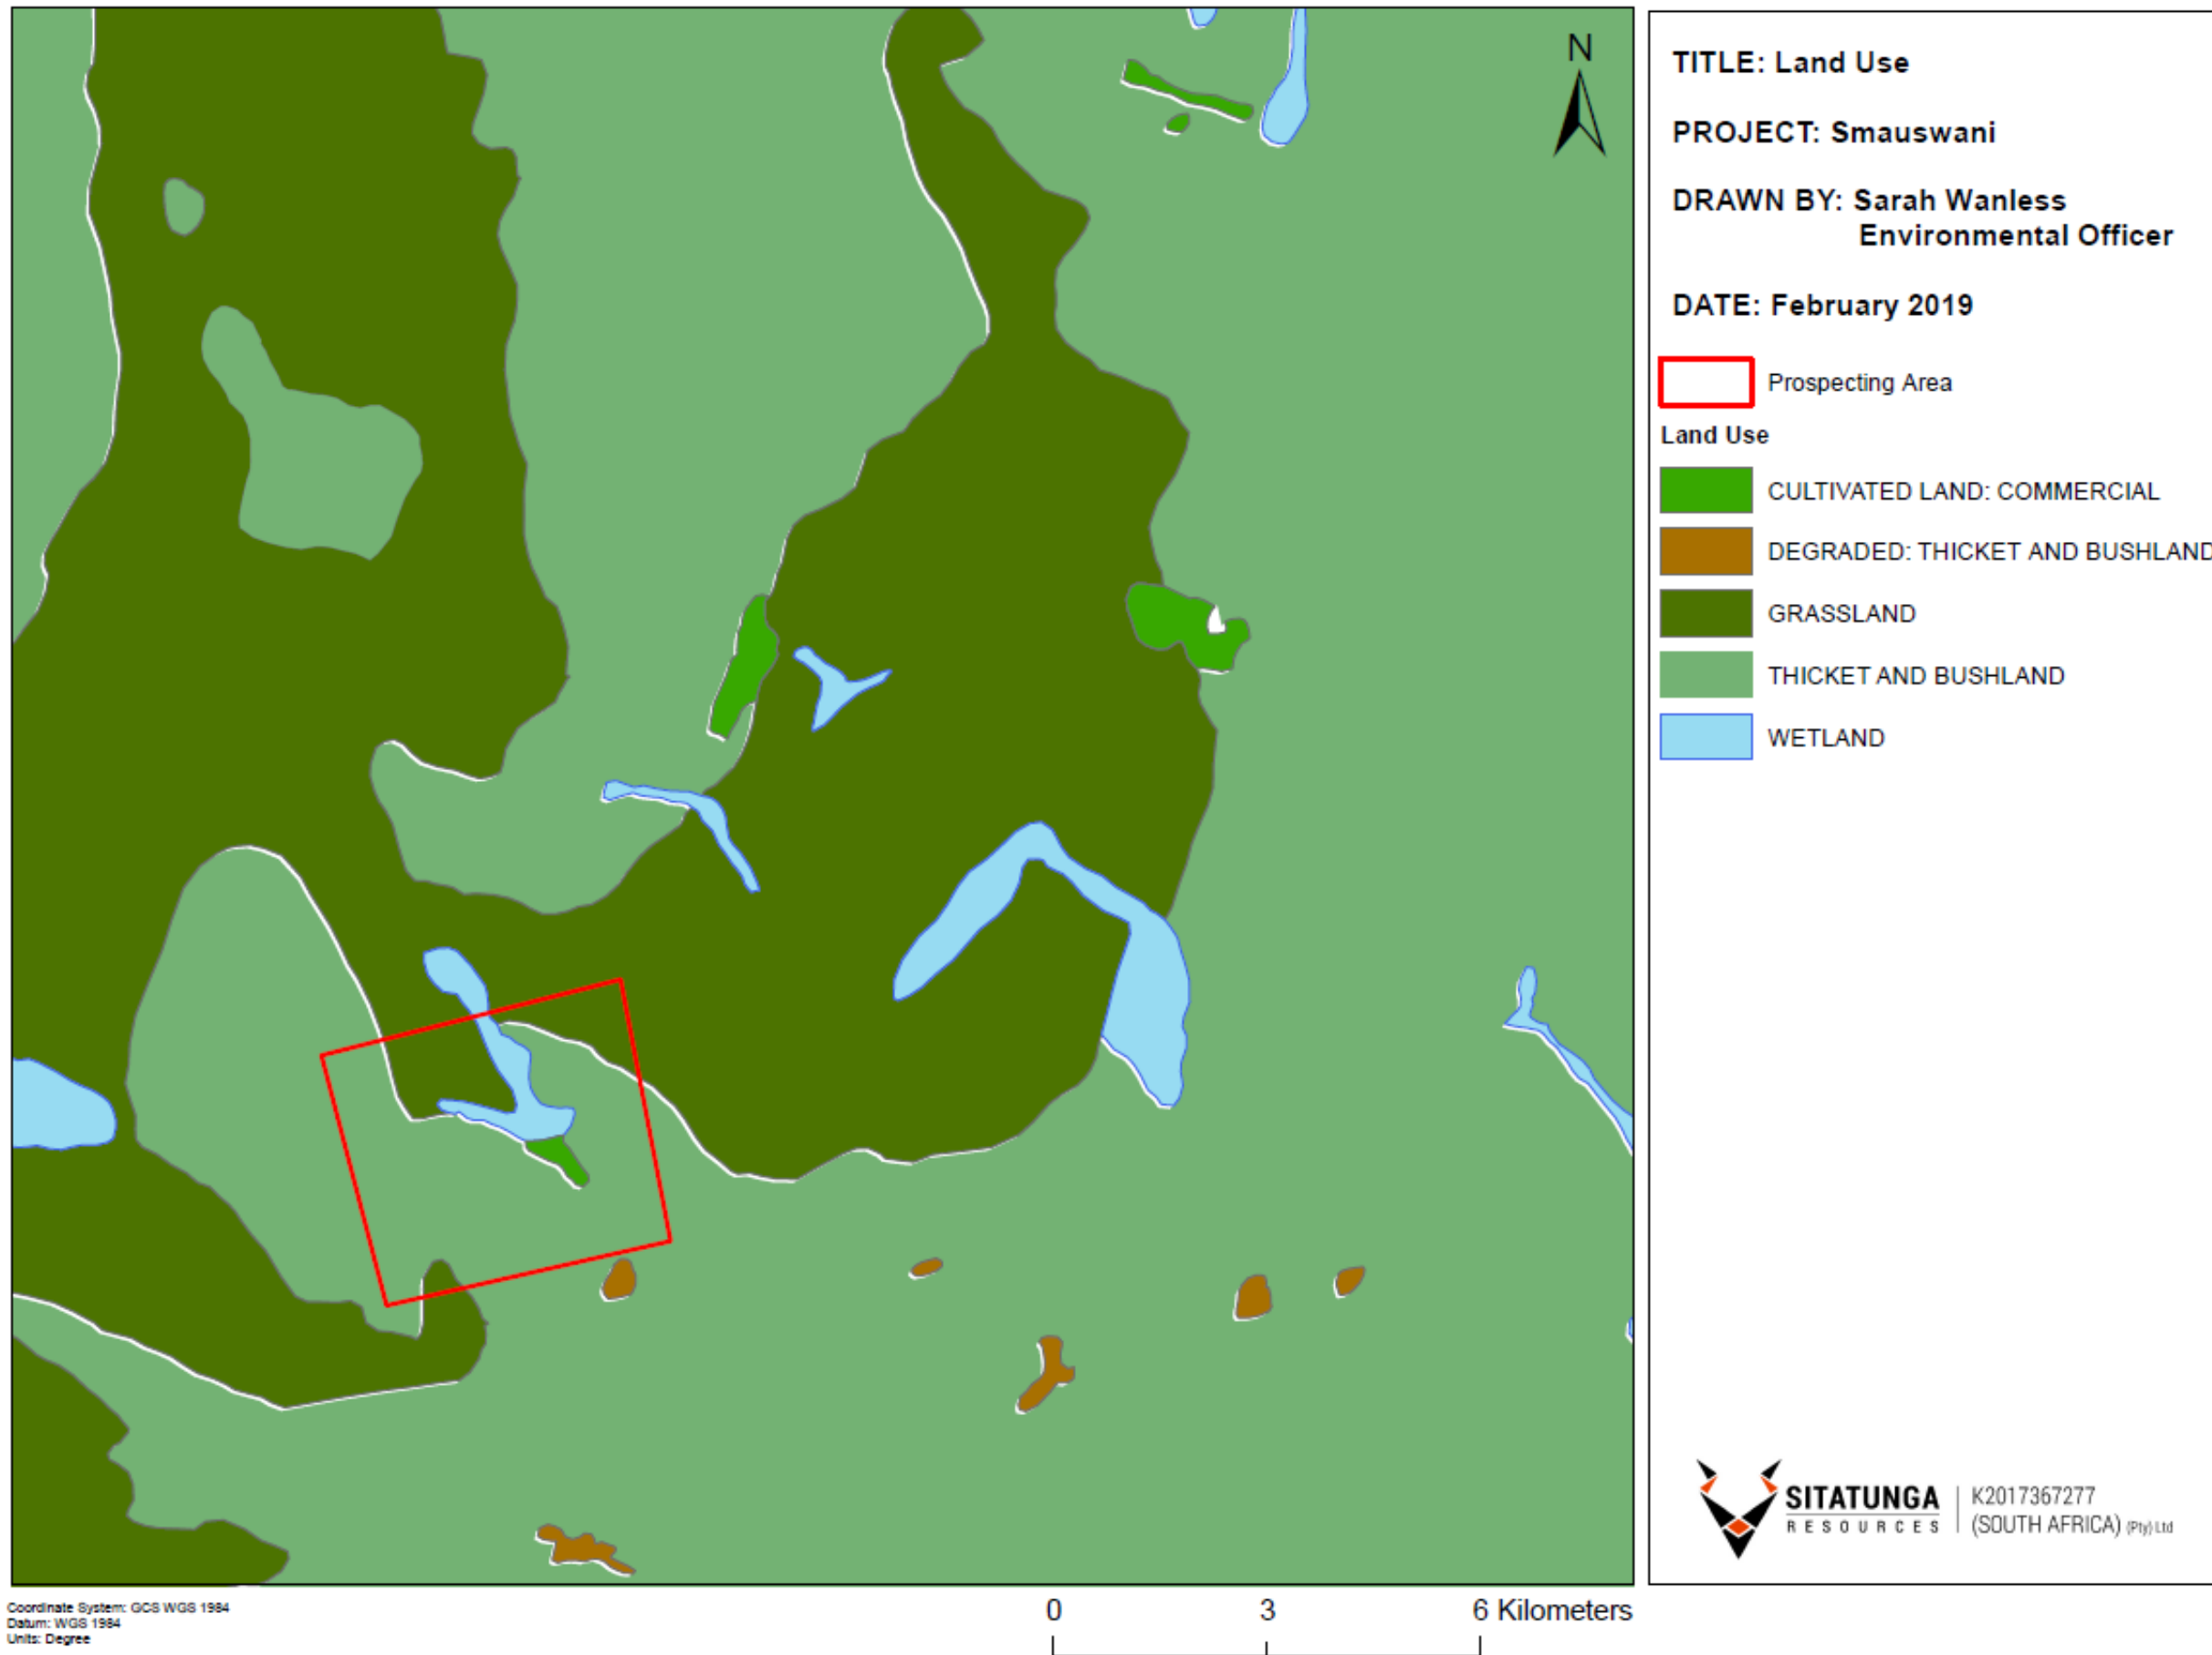 N
TITLE: Land Use
PROJECT: Smauswani
DRAWN BY: Sarah Wanless
Environmental Officer
DATE: February 2019
Prospecting Area
Land Use
CULTIVATED LAND: COMMERCIAL
DEGRADED: THICKET AND BUSHLAND
GRASSLAND
THICKET AND BUSHLAND
WETLAND
SITATUNGA
RESOURCES
K2017367277
(SOUTH AFRICA) (Pty) Ltd
Coordinate System: GCS WGS 1984
Datum: WGS 1984
Units: Degree
0 3 6 Kilometers